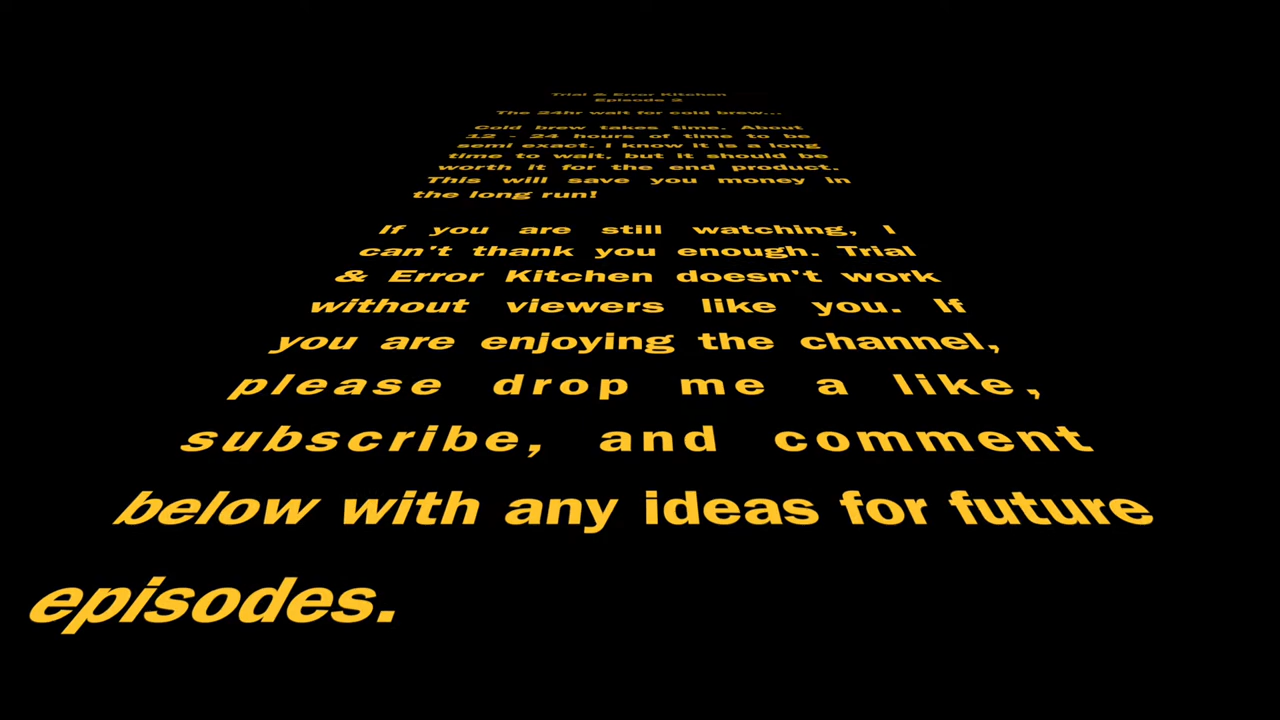 Trial & Error Kitchen
Episode 2
The 24hr wait for cold brew...
Cold brew takes time. About
12 - 24 hours of time to be
semi exact. I know it is a long
time to wait, but it should be
worth it for the end product.
This will save you money in
the long run!
If you are still watching, I
can't thank you enough. Trial
& Error Kitchen doesn't work
without viewers like you. If
you are enjoying the channel,
please drop me a like,
subscribe, and comment
below with any ideas for future
episodes.